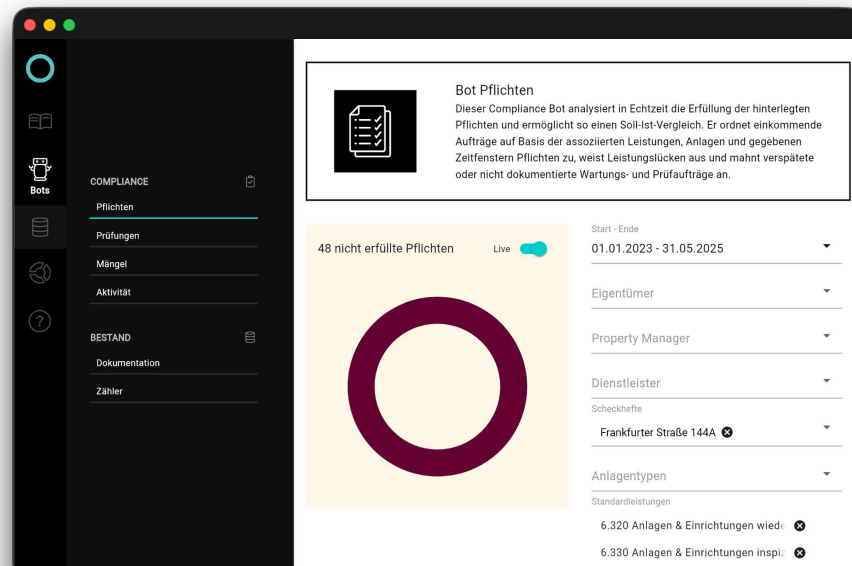 Bots
COMPLIANCE
Pflichten
Prüfungen
Mängel
Aktivität
BESTAND
Dokumentation
Zähler
Bot Pflichten
Dieser Compliance Bot analysiert in Echtzeit die Erfüllung der hinterlegten
Pflichten und ermöglicht so einen Soll-Ist-Vergleich. Er ordnet einkommende
Aufträge auf Basis der assoziierten Leistungen, Anlagen und gegebenen
Zeitfenstern Pflichten zu, weist Leistungslücken aus und mahnt verspätete
oder nicht dokumentierte Wartungs- und Prüfaufträge an.
48 nicht erfüllte Pflichten Live
Start - Ende
01.01.2023 - 31.05.2025
Eigentümer
Property Manager
Dienstleister
Scheckhefte
Frankfurter Straße 144A
Anlagentypen
Standardleistungen
6.320 Anlagen & Einrichtungen wiede
6.330 Anlagen & Einrichtungen inspiz